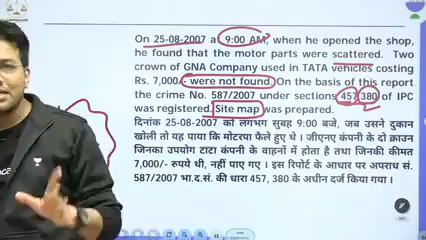 On 25-08-2007 a 9:00 AM, when he opened the shop,
he found that the motor parts were scattered. Two
crown of GNA Company used in TATA vehicles costing
Rs. 7,000/- were not found. On the basis of this report
the crime No. 587/2007 under sections 457, 380 of IPC
was registered. Site map was prepared.
दिनांक 25-08-2007 को लगभग सुबह 9:00 बजे, जब उसने दुकान
खोली तो यह पाया कि मोटरपा फैले हुए थे । जीएनए कंपनी के दो क्राउन
जिनका उपयोग टाटा कंपनी के वाहनों में होता है तथा जिनकी कीमत
7,000/- रुपये थी, नहीं पाए गए । इस रिपोर्ट के आधार पर अपराध सं.
587/2007 भा.द.सं. की धारा 457, 380 के अधीन दर्ज किया गया ।